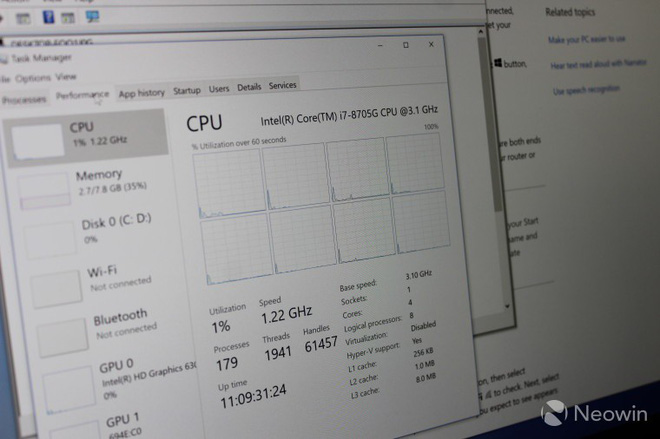 Task Manager
File Options View
Processes Performance App history Startup Users Details Services
CPU
1% 1.22 GHz
Memory
2.7/7.8 GB (35%)
Disk 0 (C: D:)
0%
Wi-Fi
Not connected
Bluetooth
Not connected
GPU 0
Intel(R) HD Graphics 630
0%
GPU 1
694E:C0
CPU Intel(R) Core(TM) i7-8705G CPU @3.1 GHz
% Utilization over 60 seconds 100%
Utilization Speed
1% 1.22 GHz
Processes Threads Handles
179 1941 61457
Up time
11:09:31:24
Base speed: 3.10 GHz
Sockets: 1
Cores: 4
Logical processors: 8
Virtualization: Disabled
Hyper-V support: Yes
L1 cache: 256 KB
L2 cache: 1.0 MB
L3 cache: 8.0 MB
Related topics
Make your PC easier to use
Hear text read aloud with Narrator
Use speech recognition
nnected,
et your
button,
re both ends
router or
your Start
name and
ate
on, then select
to check. Next, select
you expect to see appears
Neowin